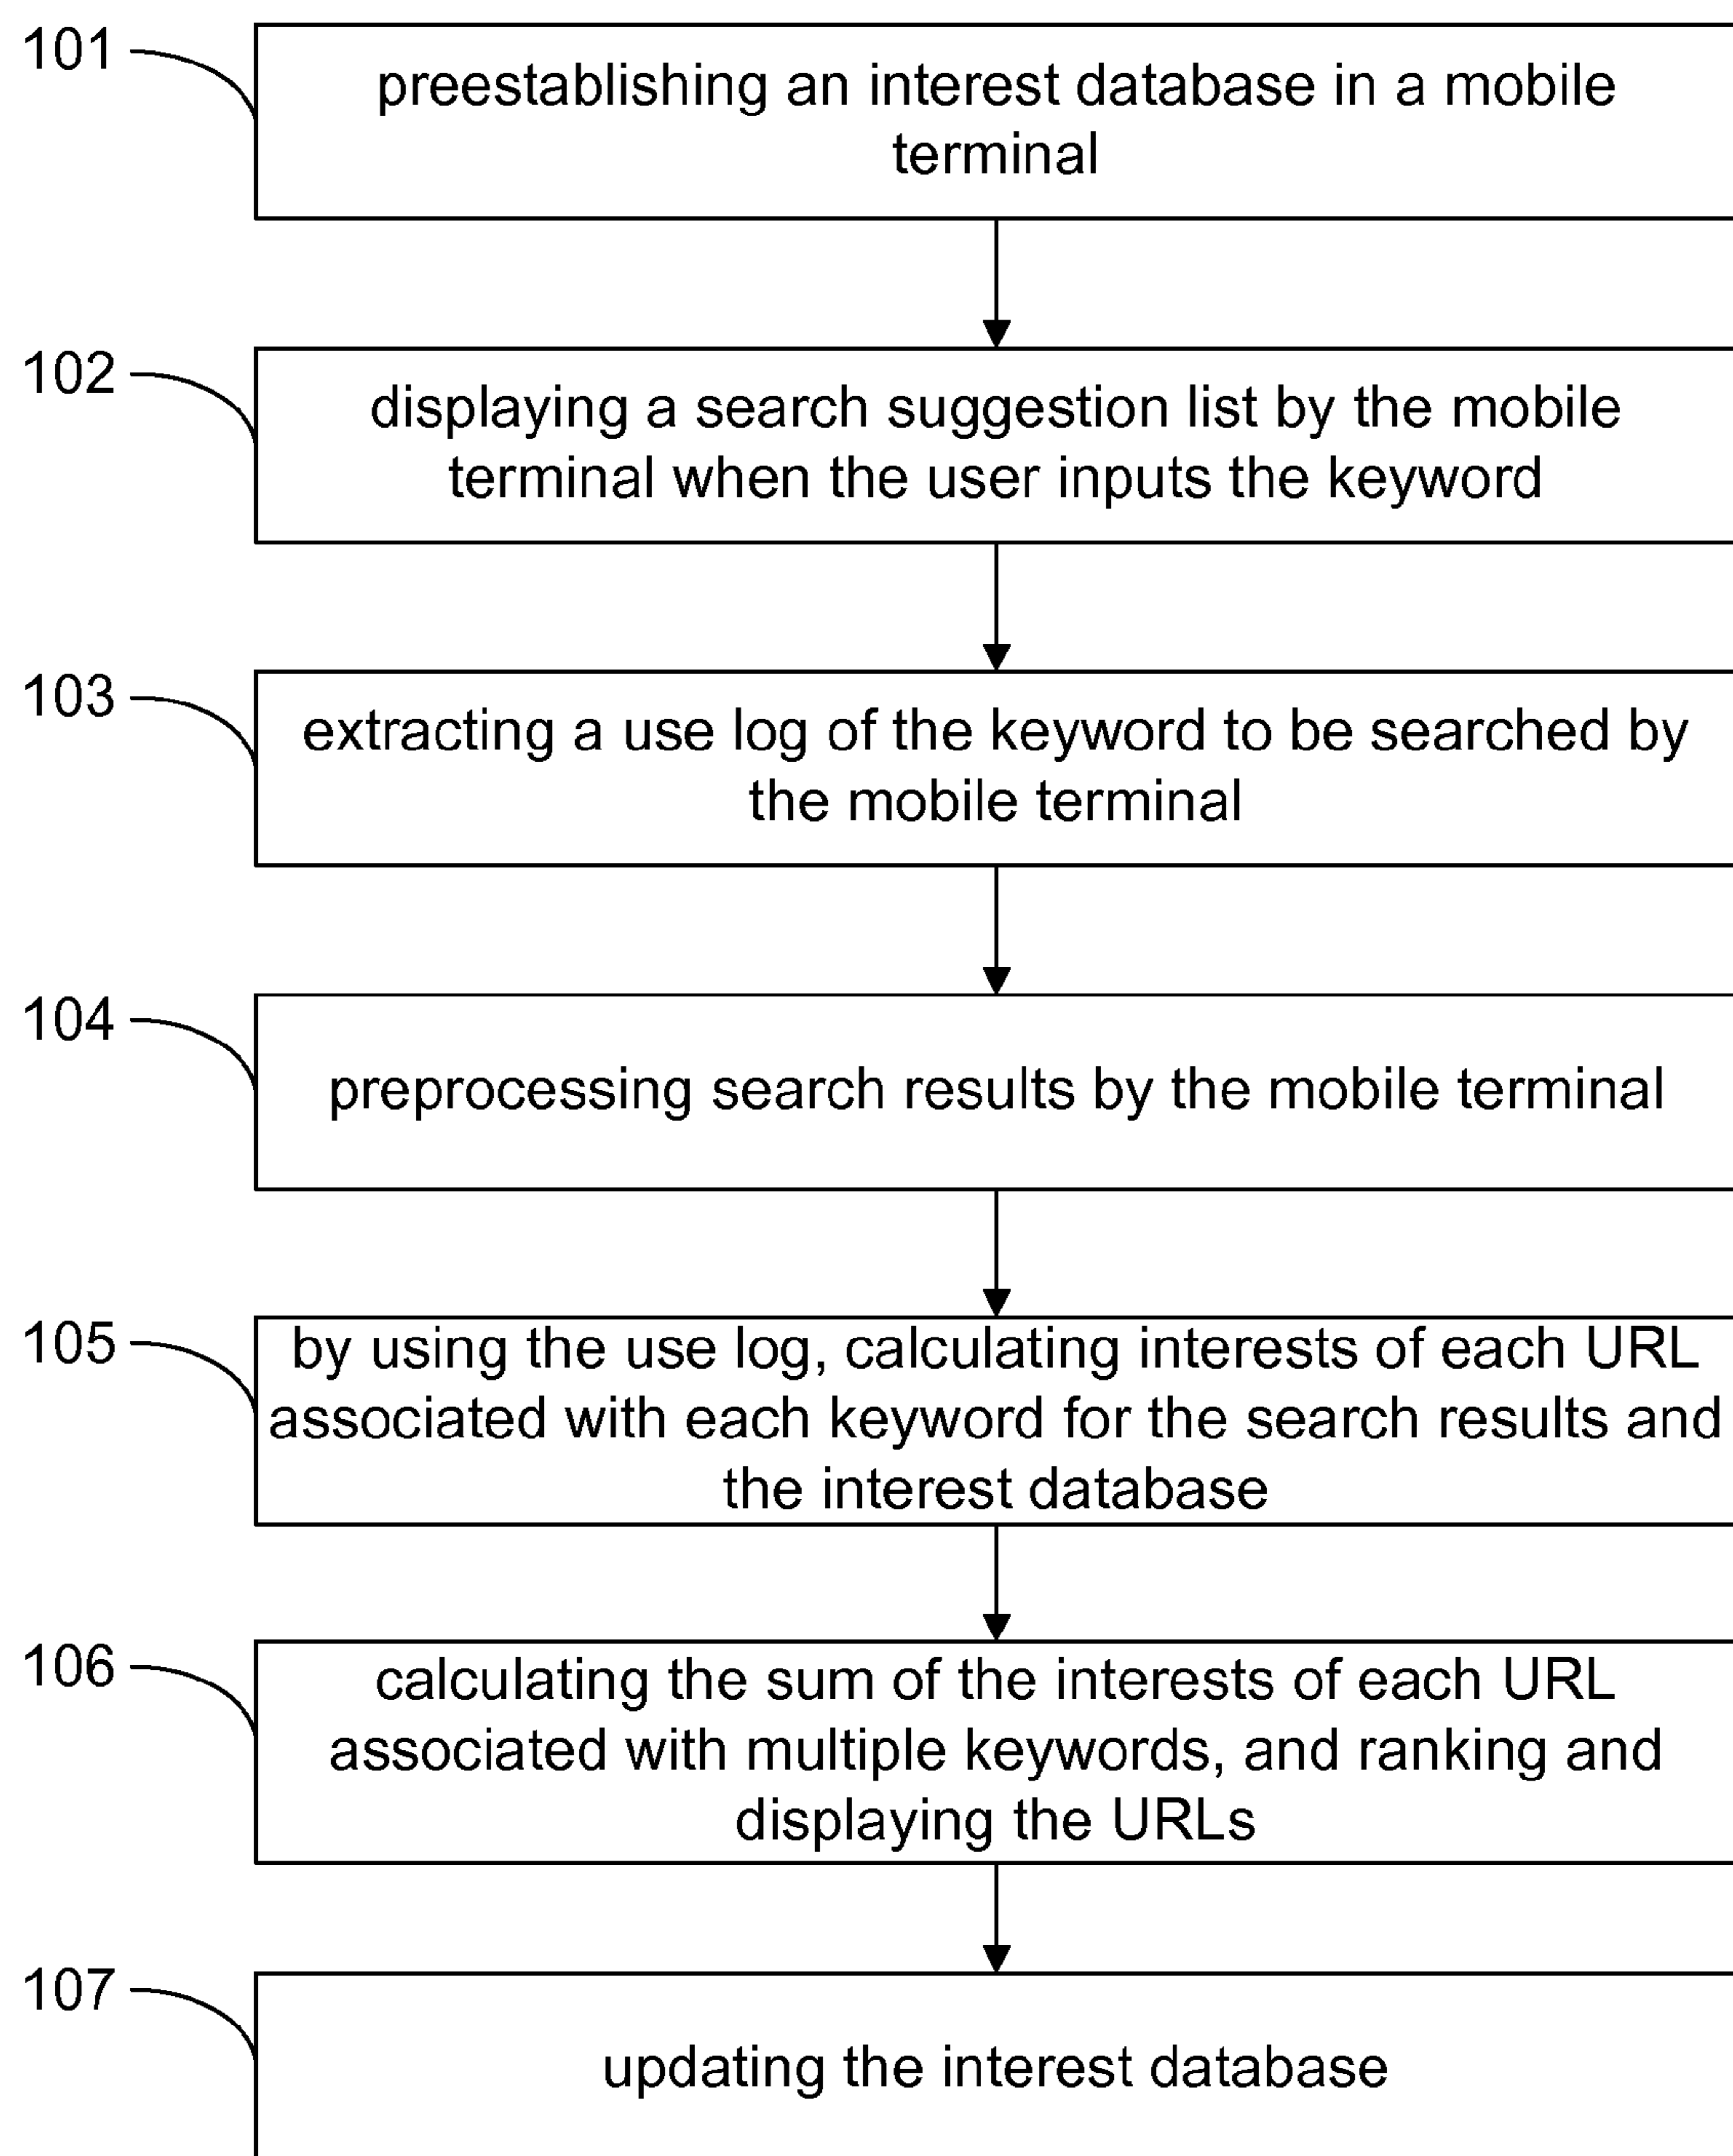 101
preestablishing an interest database in a mobile
terminal
102
displaying a search suggestion list by the mobile
terminal when the user inputs the keyword
103
extracting a use log of the keyword to be searched by
the mobile terminal
104
preprocessing search results by the mobile terminal
105
by using the use log, calculating interests of each URL
associated with each keyword for the search results and
the interest database
106
calculating the sum of the interests of each URL
associated with multiple keywords, and ranking and
displaying the URLs
107
updating the interest database